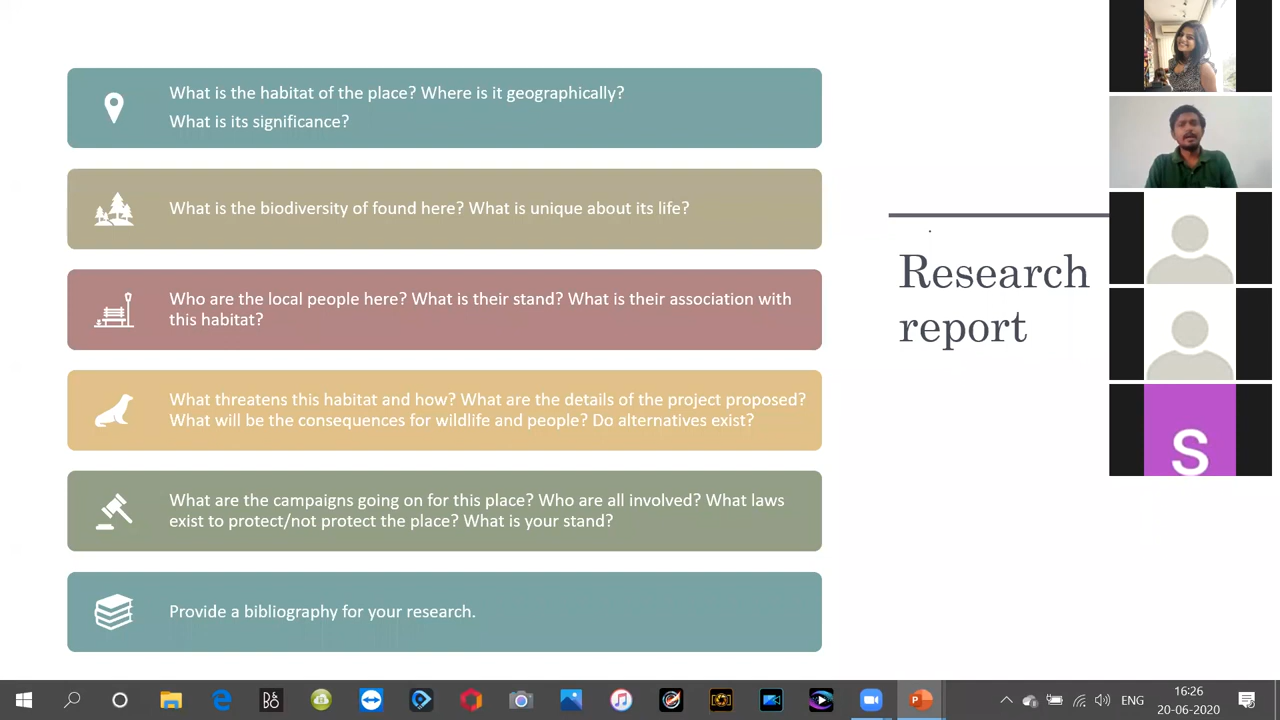 What is the habitat of the place? Where is it geographically?
What is its significance?
What is the biodiversity of found here? What is unique about its life?
Who are the local people here? What is their stand? What is their association with
this habitat?
What threatens this habitat and how? What are the details of the project proposed?
What will be the consequences for wildlife and people? Do alternatives exist?
What are the campaigns going on for this place? Who are all involved? What laws
exist to protect/not protect the place? What is your stand?
Provide a bibliography for your research.
Research
report
S
B&O
ENG
16:26
20-06-2020